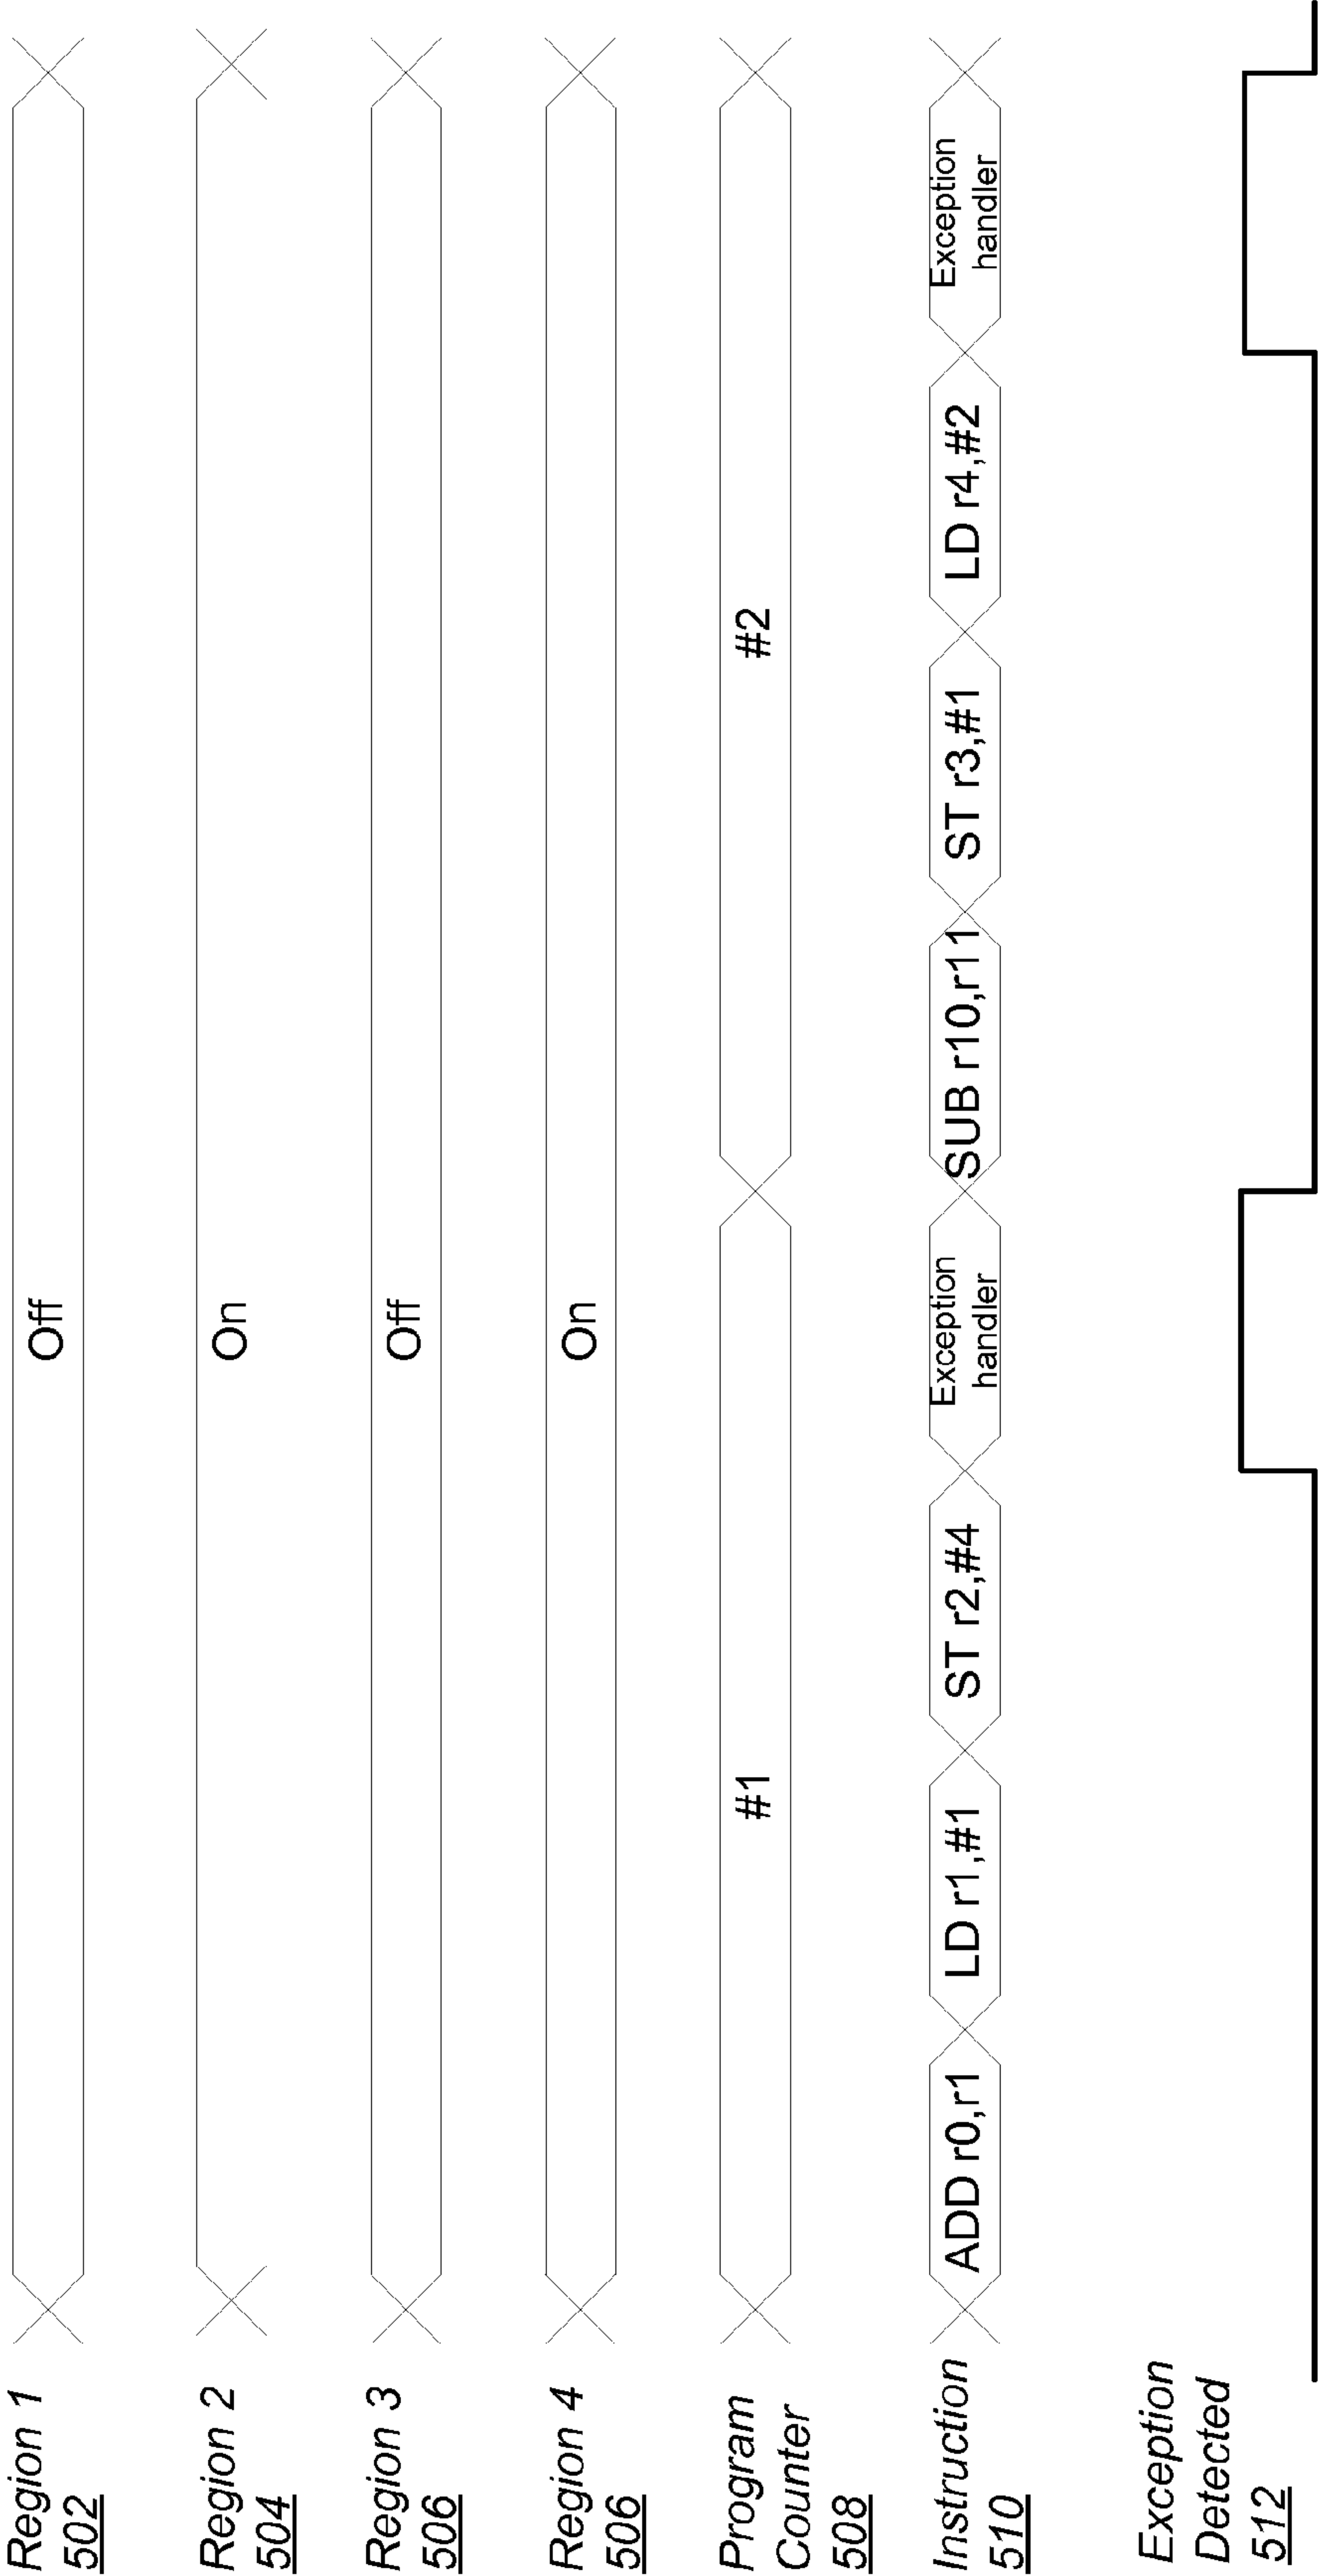 Region 1
502
Off
Region 2
504
On
Region 3
506
Off
Region 4
506
On
Program
Counter
508
#1
#2
Instruction
510
ADD r0,r1
LD r1,#1
ST r2,#4
Exception
handler
SUB r10,r11
ST r3,#1
LD r4,#2
Exception
handler
Exception
Detected
512